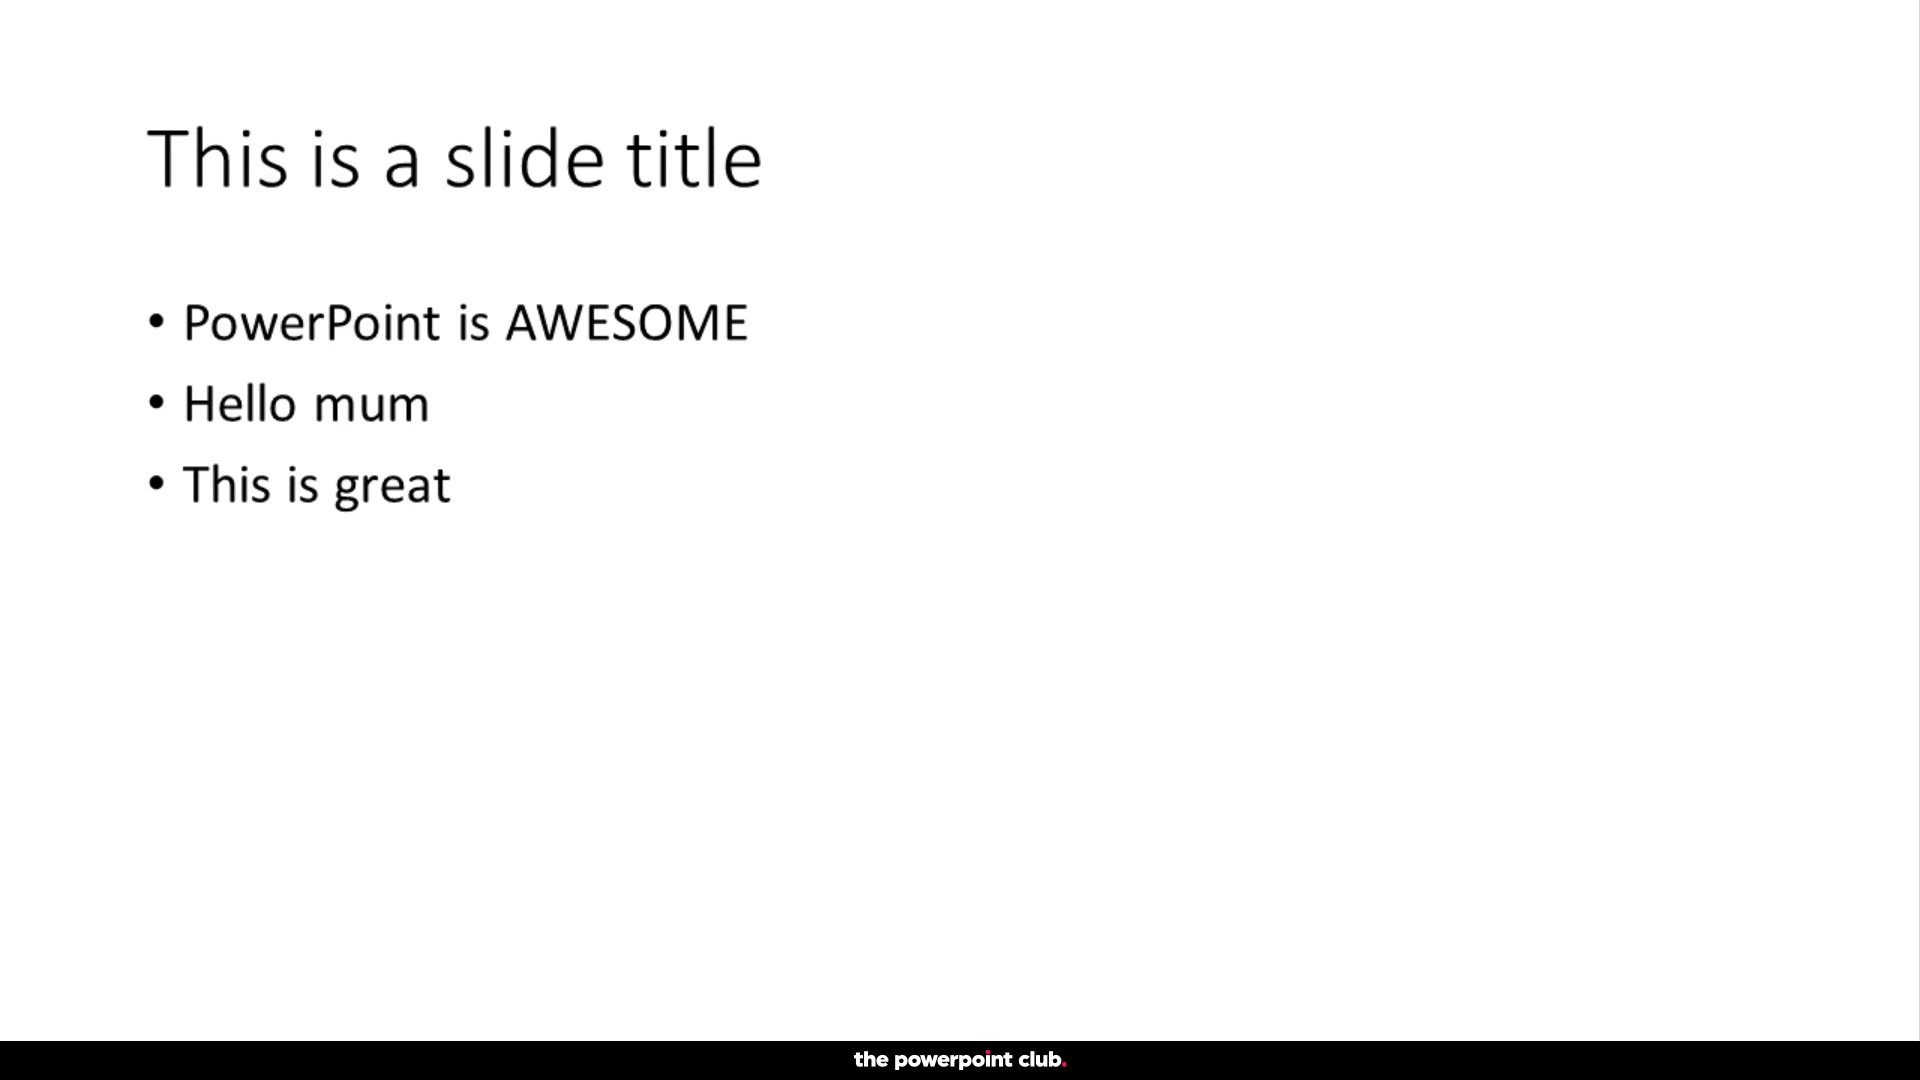 This is a slide title
• PowerPoint is AWESOME
• Hello mum
• This is great
the powerpoint club.